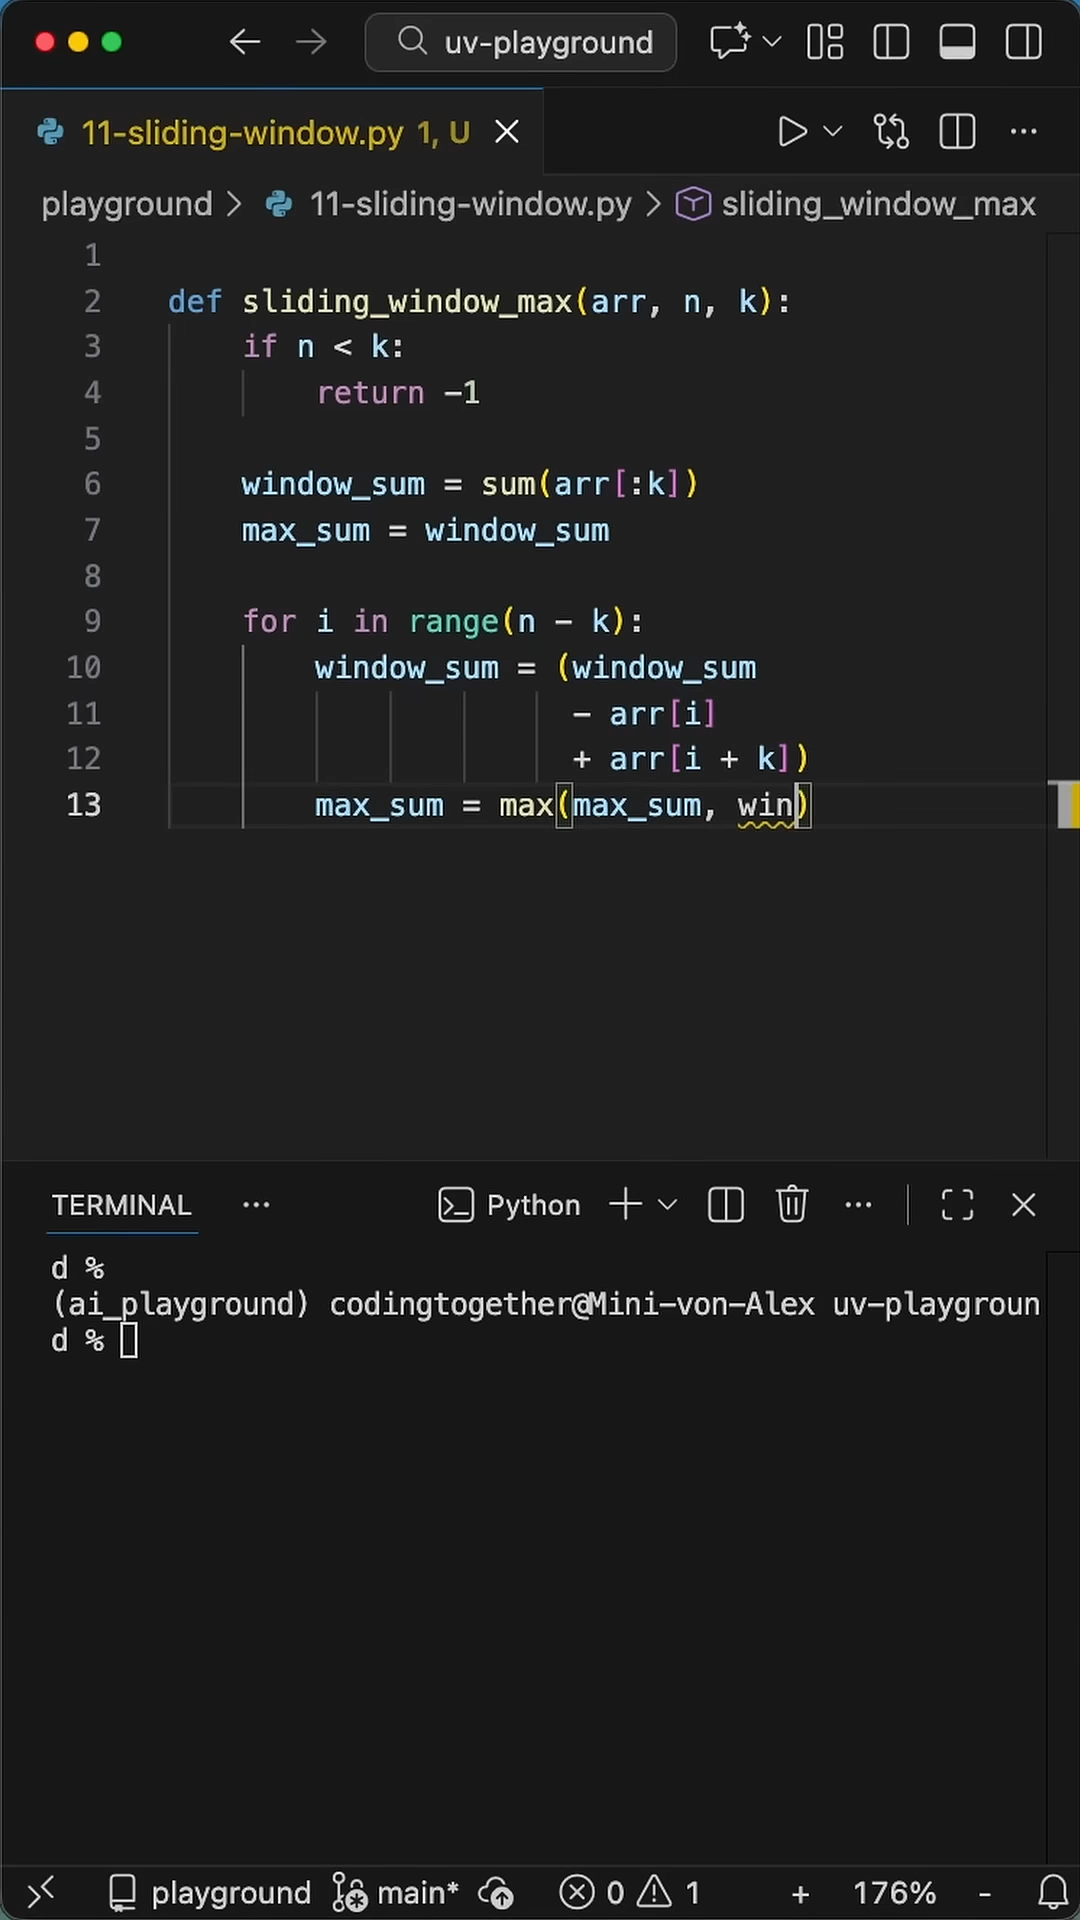 uv-playground
11-sliding-window.py 1, U
playground > 11-sliding-window.py > sliding_window_max
1
2 def sliding_window_max(arr, n, k):
3 if n < k:
4 return -1
5
6 window_sum = sum(arr[:k])
7 max_sum = window_sum
8
9 for i in range(n - k):
10 window_sum = (window_sum
11 - arr[i]
12 + arr[i + k])
13 max_sum = max(max_sum, win)
TERMINAL ... Python
d %
(ai_playground) codingtogether@Mini-von-Alex uv-playgroun
d %
playground main* 0 1 + 176% -